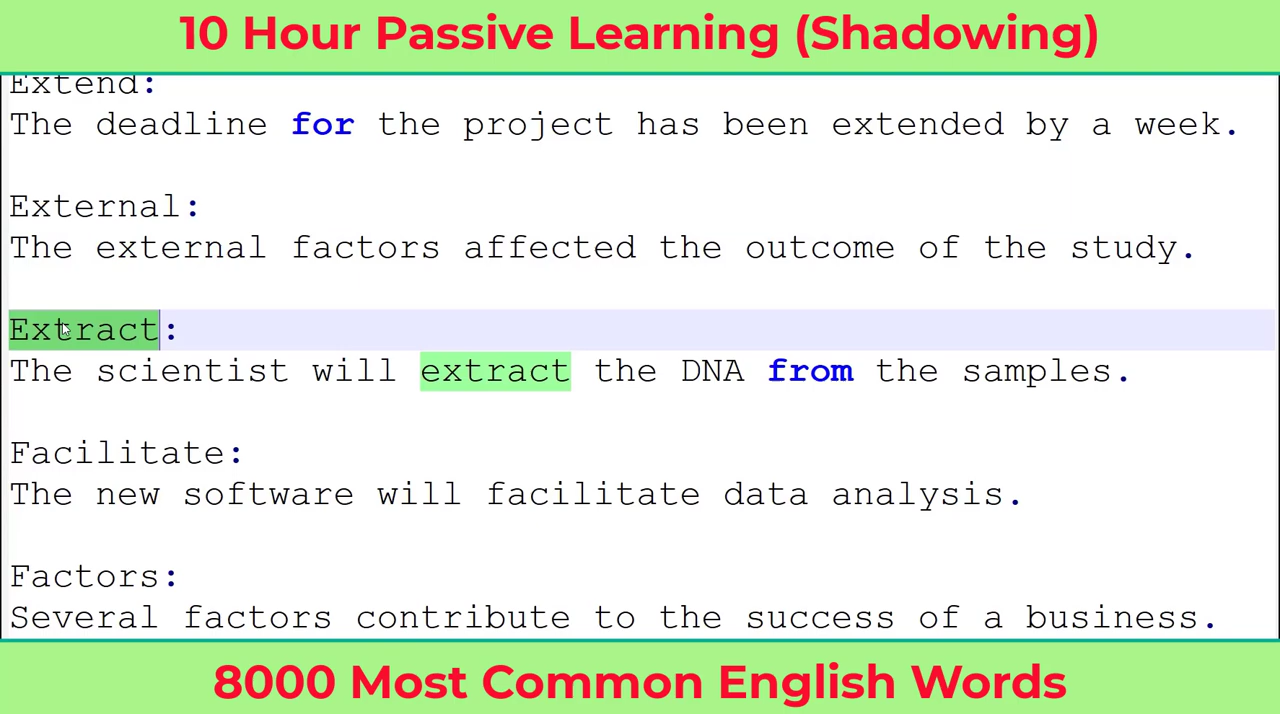 10 Hour Passive Learning (Shadowing)
Extend:
The deadline for the project has been extended by a week.
External:
The external factors affected the outcome of the study.
Extract:
The scientist will extract the DNA from the samples.
Facilitate:
The new software will facilitate data analysis.
Factors:
Several factors contribute to the success of a business.
8000 Most Common English Words